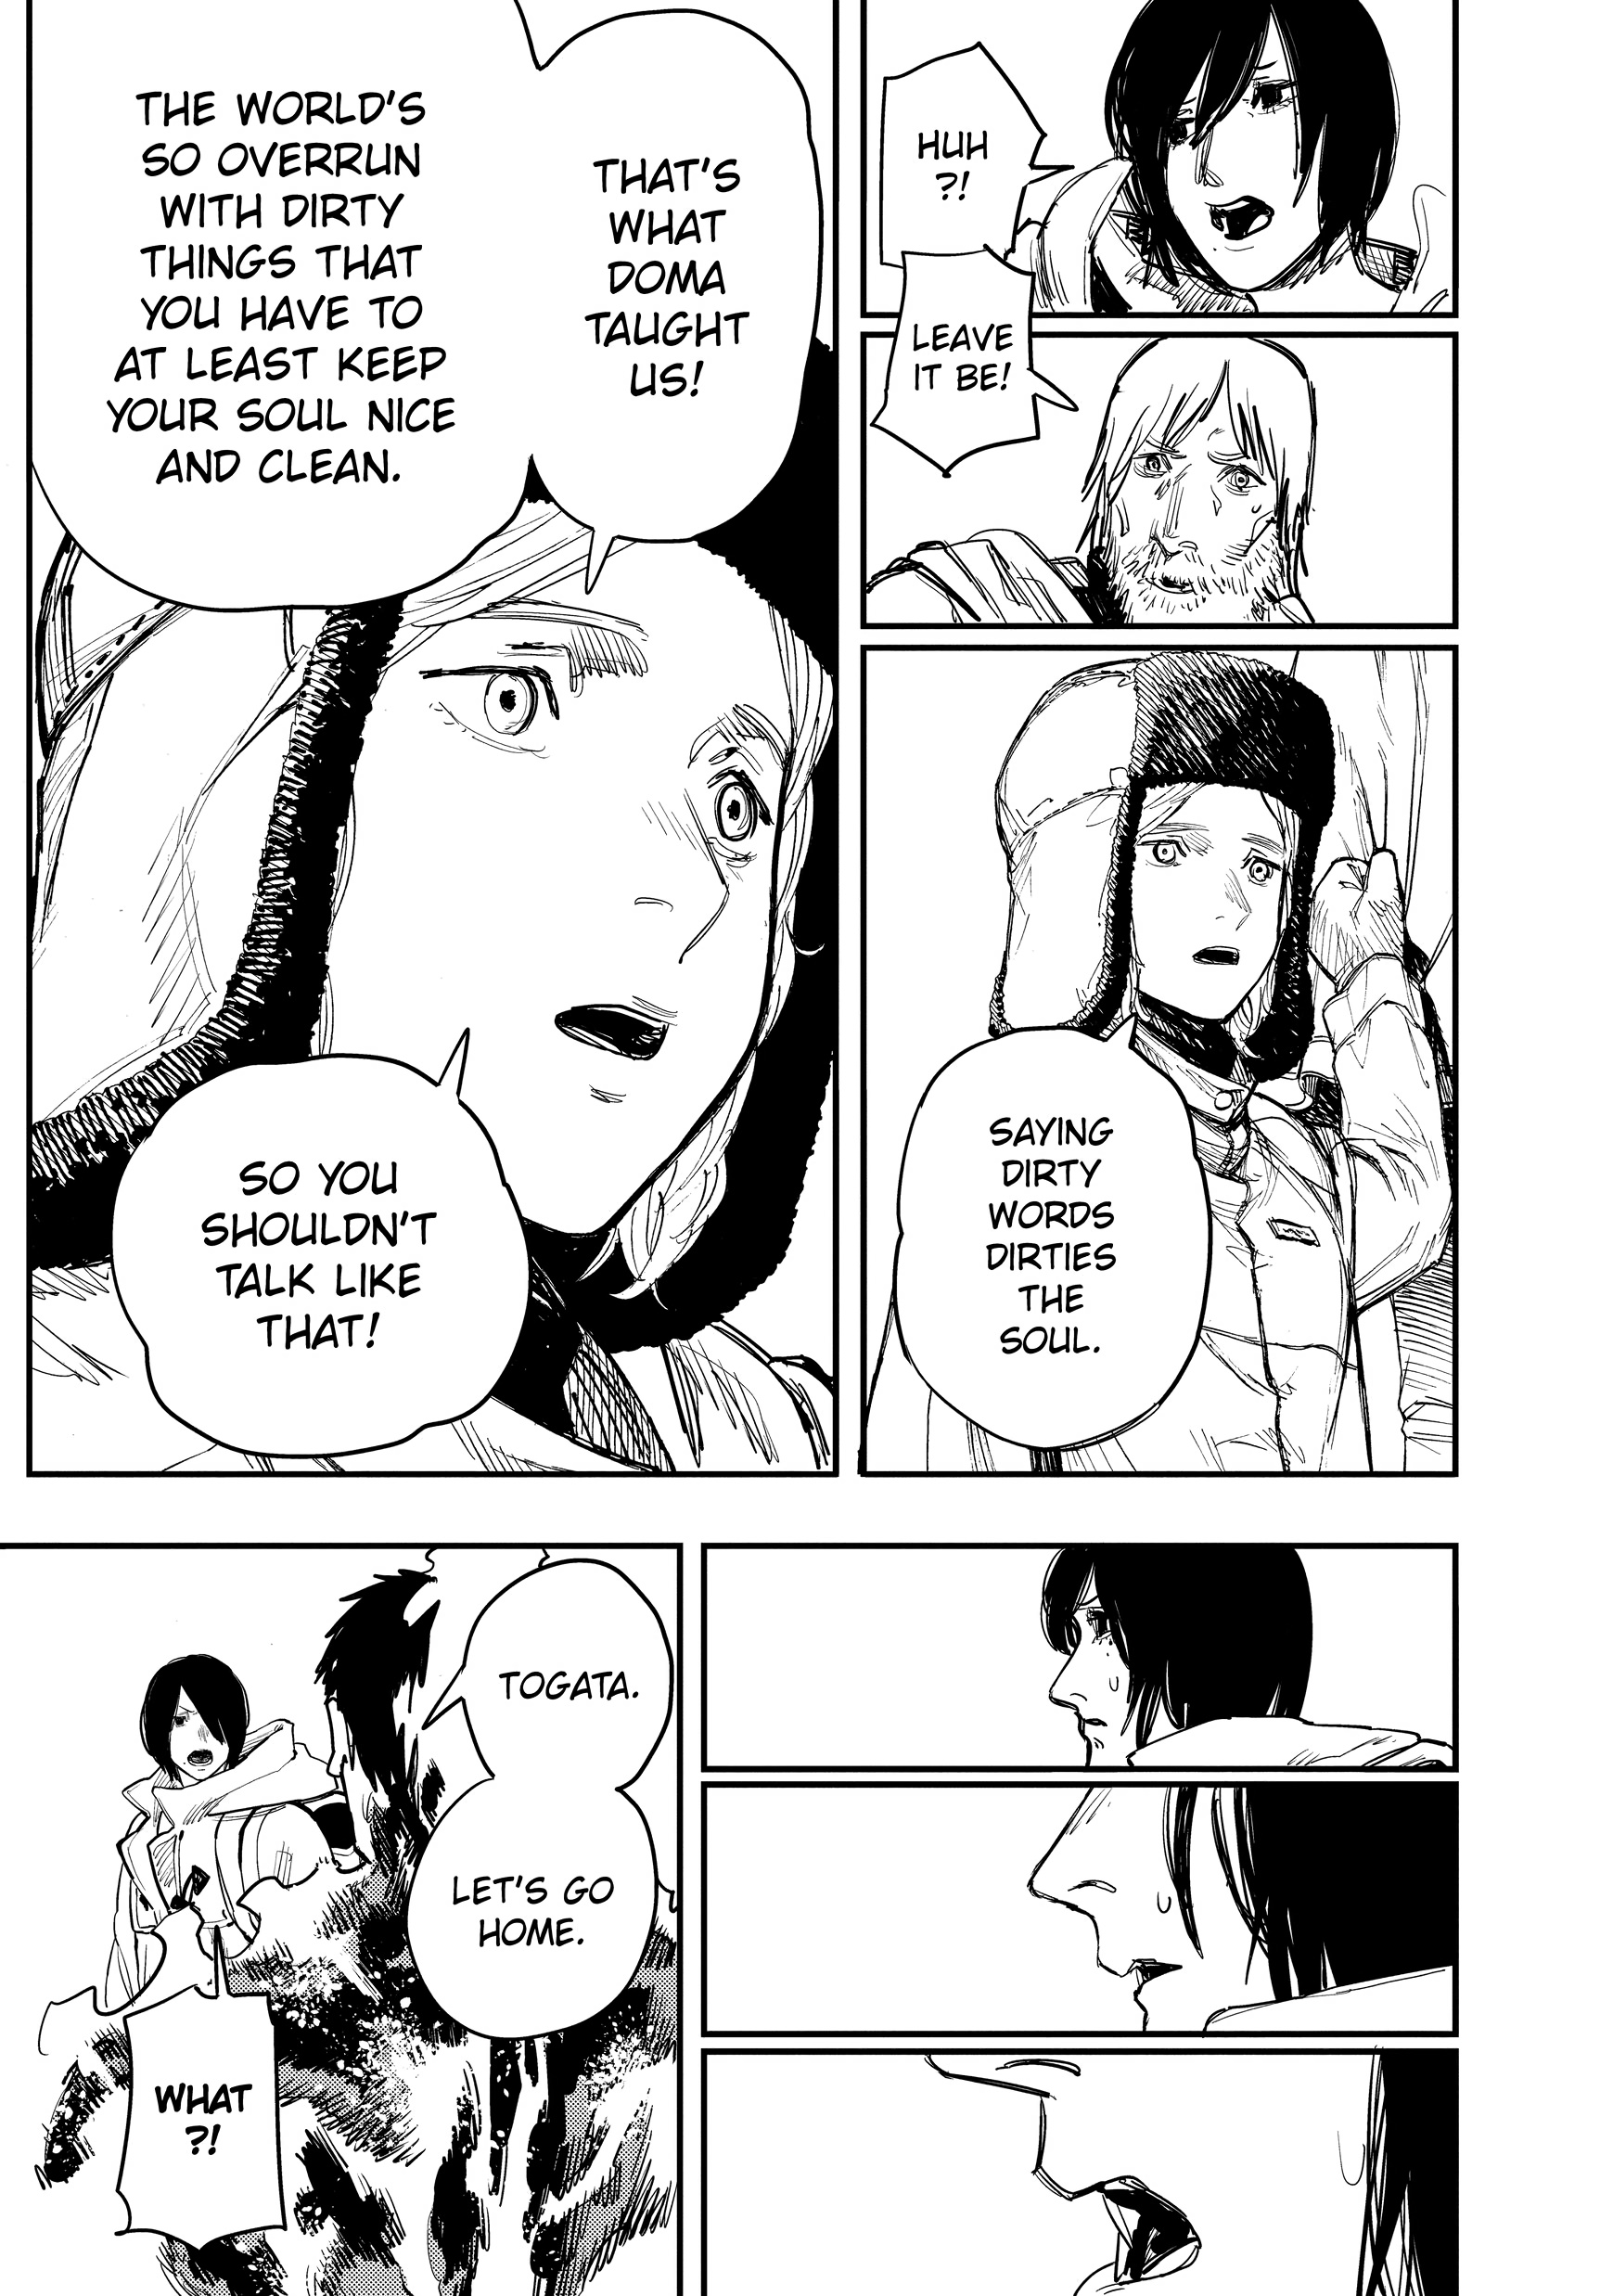 HUH
?!
LEAVE
IT BE!
SAYING
DIRTY
WORDS
DIRTIES
THE
SOUL.
THAT'S
WHAT
DOMA
TAUGHT
US!
THE WORLD'S
SO OVERRUN
WITH DIRTY
THINGS THAT
YOU HAVE TO
AT LEAST KEEP
YOUR SOUL NICE
AND CLEAN.
SO YOU
SHOULDN'T
TALK LIKE
THAT!
TOGATA.
LET'S GO
HOME.
WHAT
?!